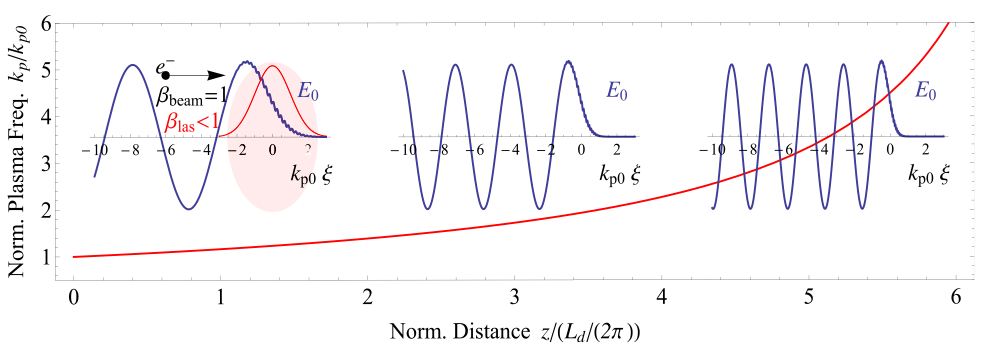 Norm. Plasma Freq. k_p/k_{p0}
6
5
4
3
2
1
e^-
β_beam=1
β_las<1
E_0
−10 −8 −6 −4 −2 0 2
k_p0 ξ
E_0
−10 −8 −6 −4 −2 0 2
k_p0 ξ
E_0
−10 −8 −6 −4 −2 0 2
k_p0 ξ
0 1 2 3 4 5 6
Norm. Distance z/(L_d/(2π))